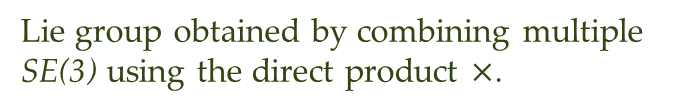 Lie group obtained by combining multiple
SE(3) using the direct product ×.